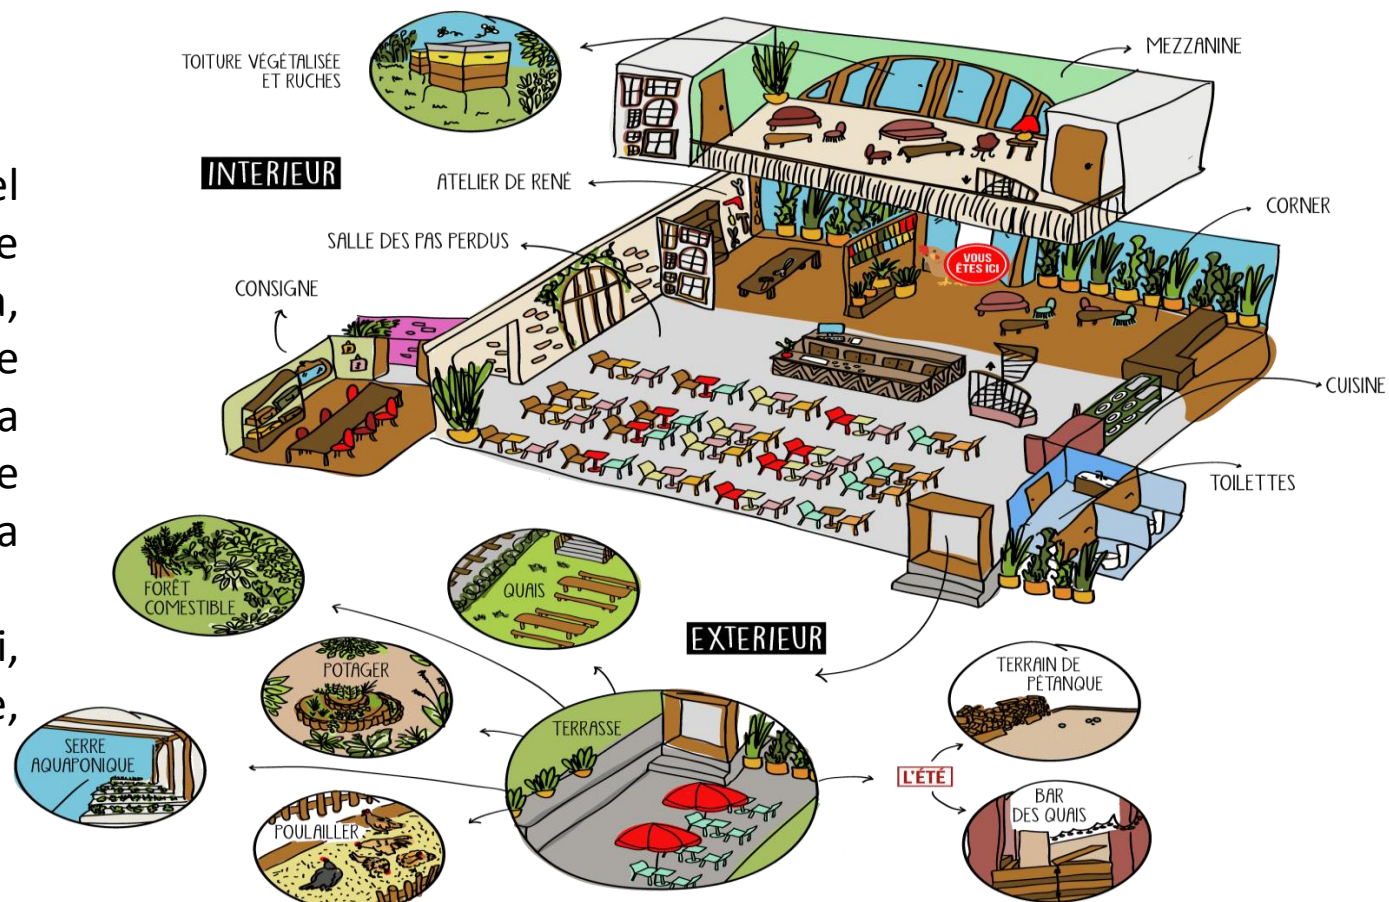 TOITURE VÉGÉTALISÉE
ET RUCHES
MEZZANINE
INTERIEUR
ATELIER DE RENÉ
CORNER
SALLE DES PAS PERDUS
VOUS
ÊTES ICI
CONSIGNE
CUISINE
TOILETTES
el
e
,
e
a
e
a
i,
e,
FORÊT
COMESTIBLE
QUAIS
EXTERIEUR
POTAGER
TERRAIN DE
PÉTANQUE
TERRASSE
SERRE
AQUAPONIQUE
L'ÉTÉ
BAR
DES QUAIS
POULAILLER